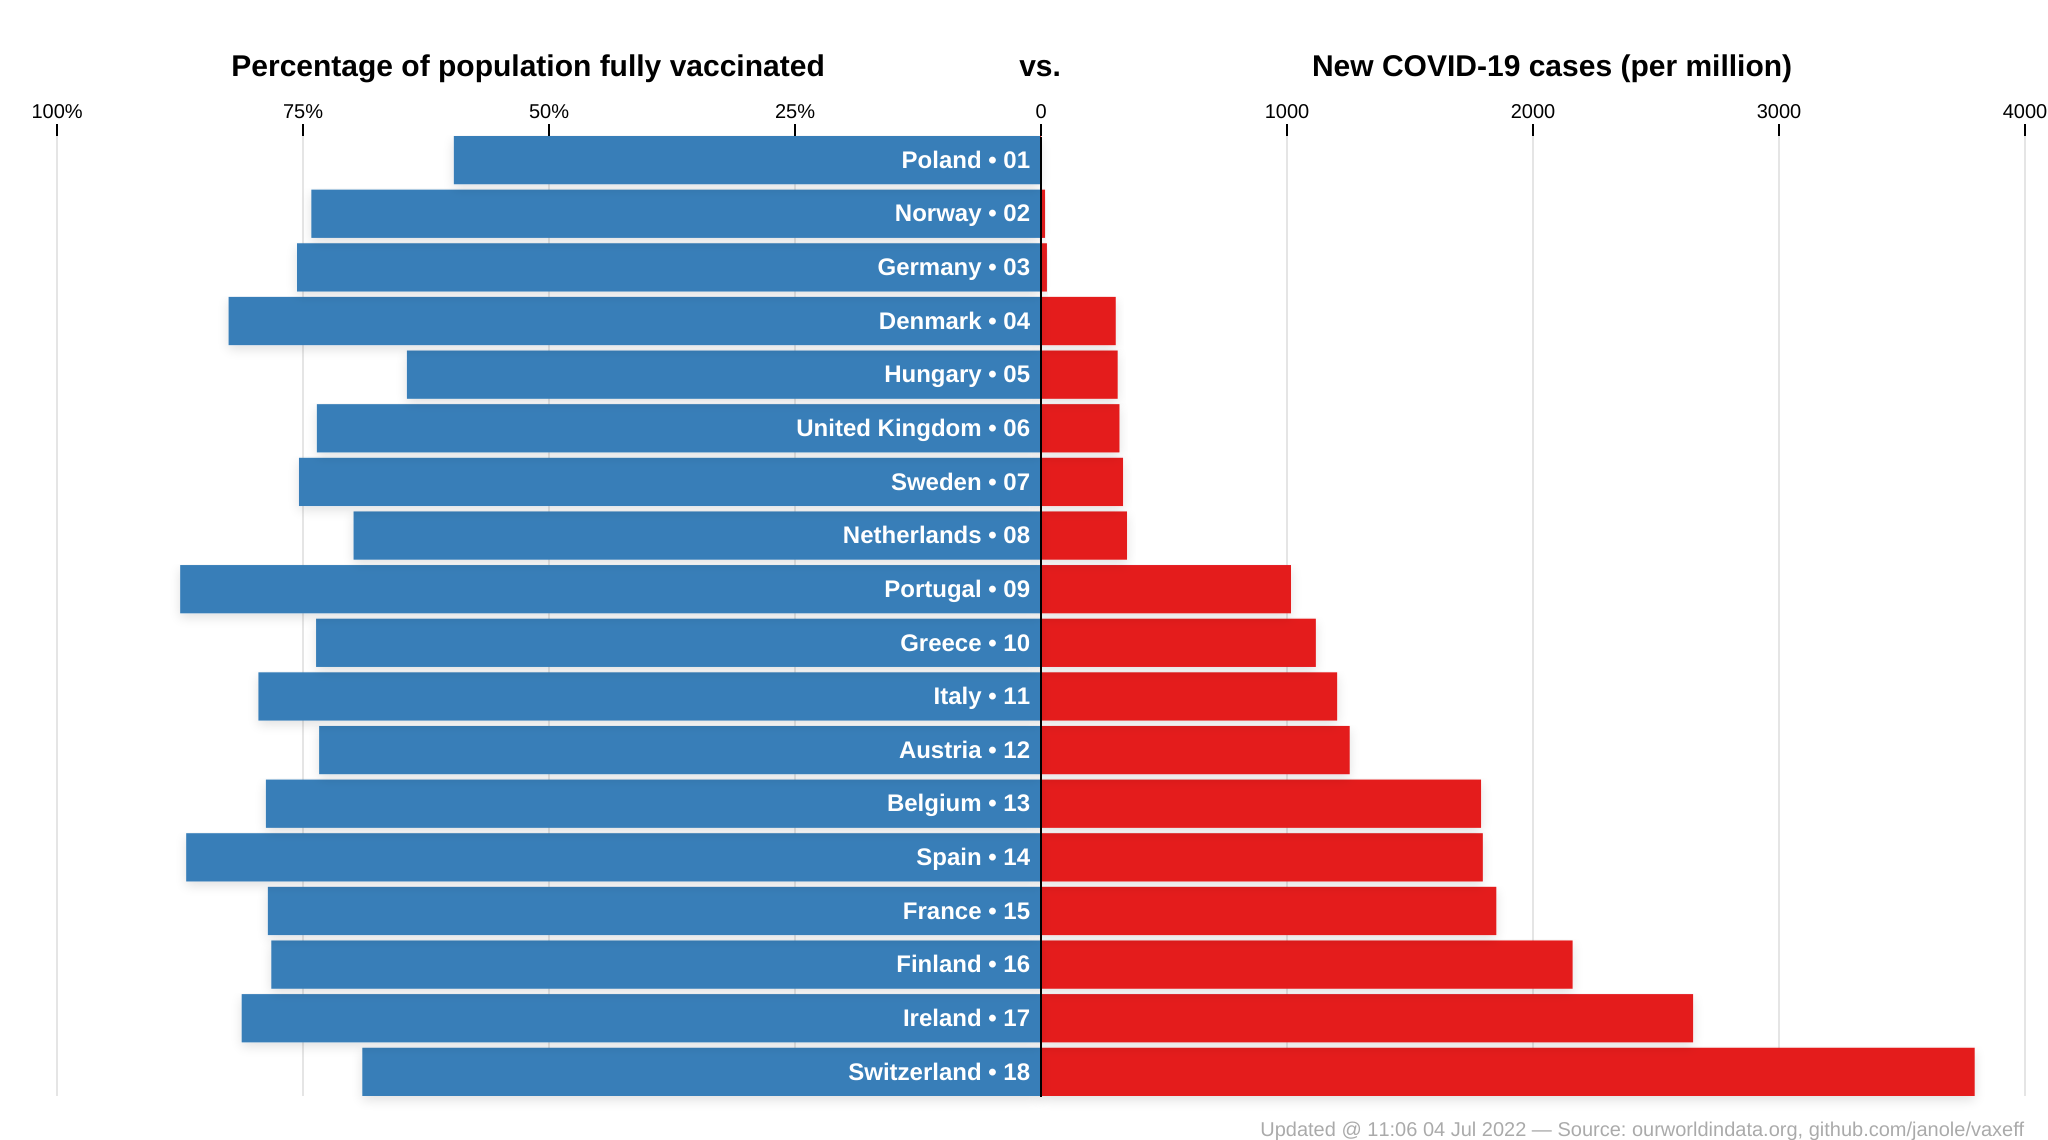 Percentage of population fully vaccinated vs. New COVID-19 cases (per million)
100% 75% 50% 25% 0 1000 2000 3000 4000
Poland • 01
Norway • 02
Germany • 03
Denmark • 04
Hungary • 05
United Kingdom • 06
Sweden • 07
Netherlands • 08
Portugal • 09
Greece • 10
Italy • 11
Austria • 12
Belgium • 13
Spain • 14
France • 15
Finland • 16
Ireland • 17
Switzerland • 18
Updated @ 11:06 04 Jul 2022 — Source: ourworldindata.org, github.com/janole/vaxeff